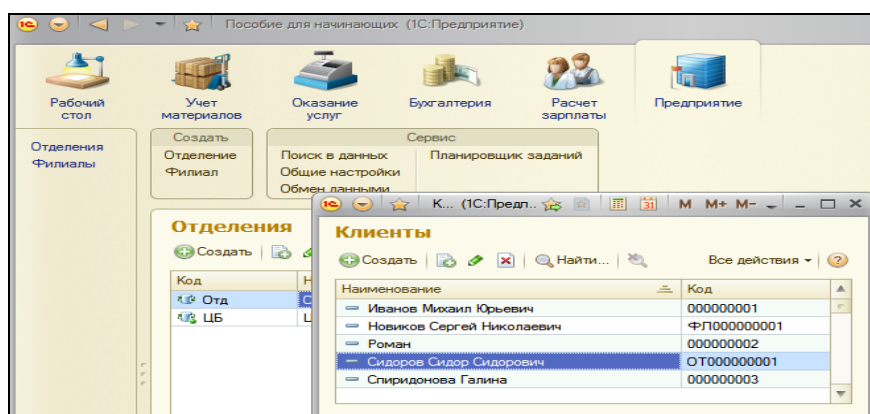 Пособие для начинающих (1С:Предприятие)
Рабочий стол
Учет материалов
Оказание услуг
Бухгалтерия
Расчет зарплаты
Предприятие
Отделения
Филиалы
Создать
Отделение
Филиал
Сервис
Поиск в данных
Планировщик заданий
Общие настройки
Обмен данными
Отделения
Создать
Код
Отд
ЦБ
К... (1С:Предп..
M M+ M-
Клиенты
Создать
Найти...
Все действия
Наименование Код
Иванов Михаил Юрьевич 000000001
Новиков Сергей Николаевич ФЛ000000001
Роман 000000002
Сидоров Сидор Сидорович ОТ000000001
Спиридонова Галина 000000003